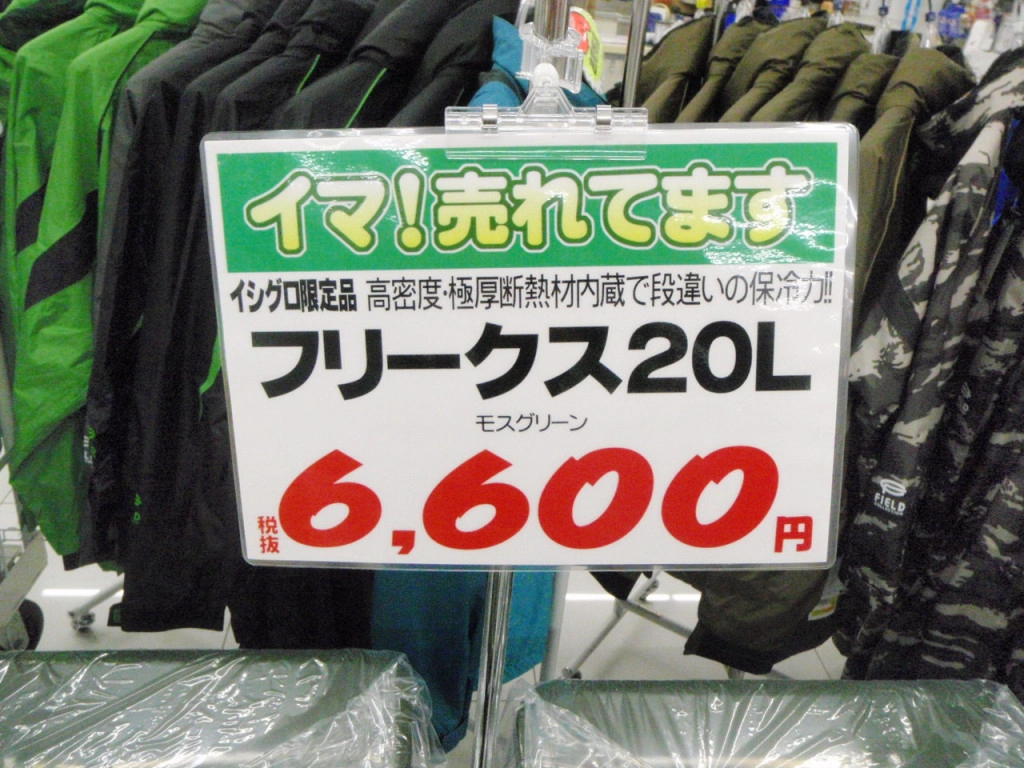 イマ!売れてます
イシグロ限定品 高密度・極厚断熱材内蔵で段違いの保冷力!!
フリークス20L
モスグリーン
税抜 6,600円
FIELD